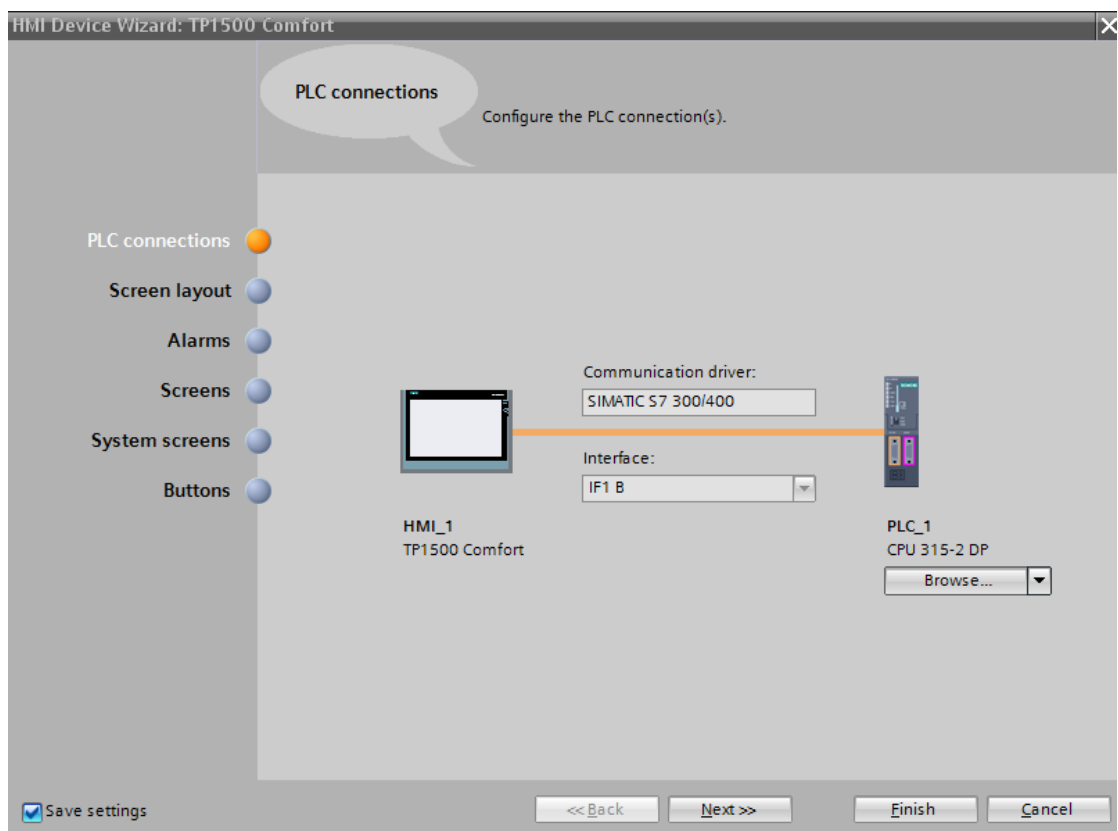 HMI Device Wizard: TP1500 Comfort
PLC connections
Configure the PLC connection(s).
PLC connections
Screen layout
Alarms
Screens
System screens
Buttons
Communication driver:
SIMATIC S7 300/400
Interface:
IF1 B
HMI_1
TP1500 Comfort
PLC_1
CPU 315-2 DP
Browse...
Save settings
<< Back
Next >>
Finish
Cancel